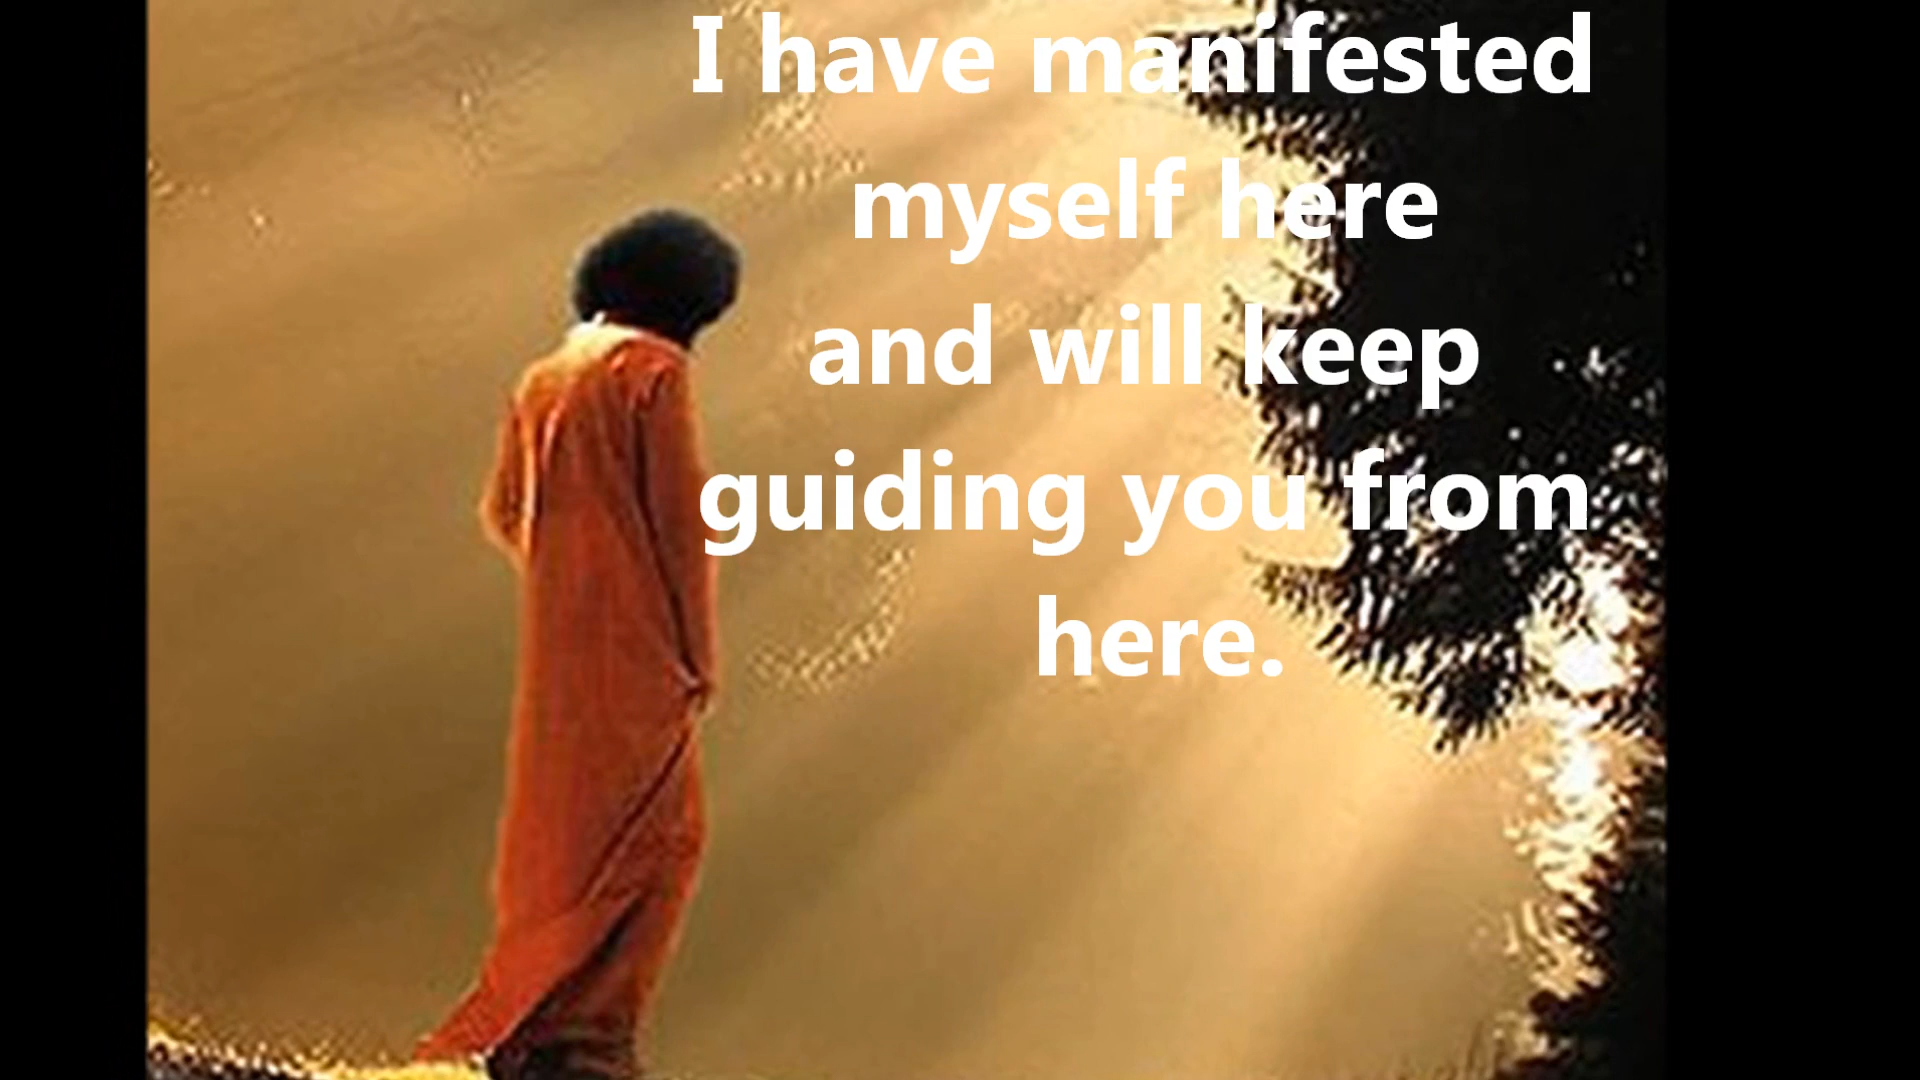 I have manifested
myself here
and will keep
guiding you from
here.